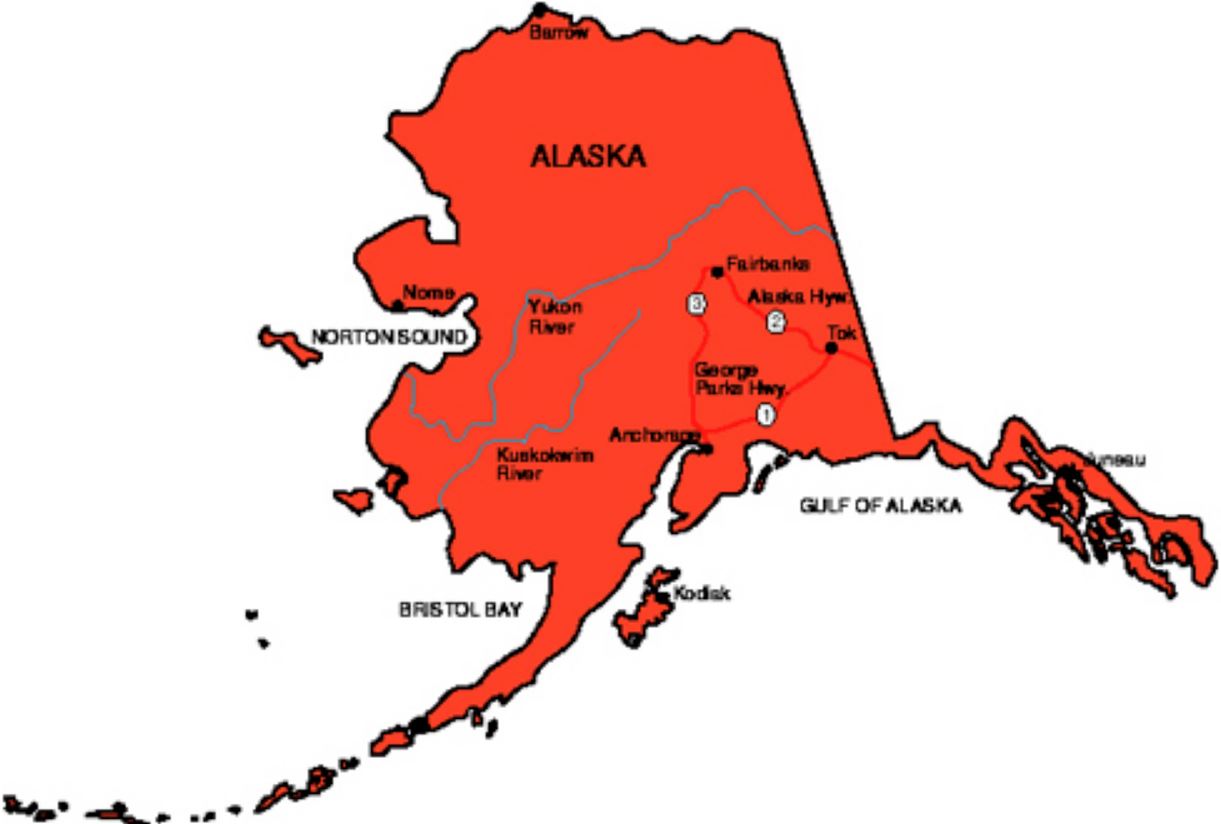 Barrow
ALASKA
Fairbanks
Nome
Alaska Hyw.
3
Yukon
River
2
NORTON SOUND
Tok
George
Parks Hwy.
1
Anchorage
Kuskokwim
River
Juneau
GULF OF ALASKA
Kodiak
BRISTOL BAY